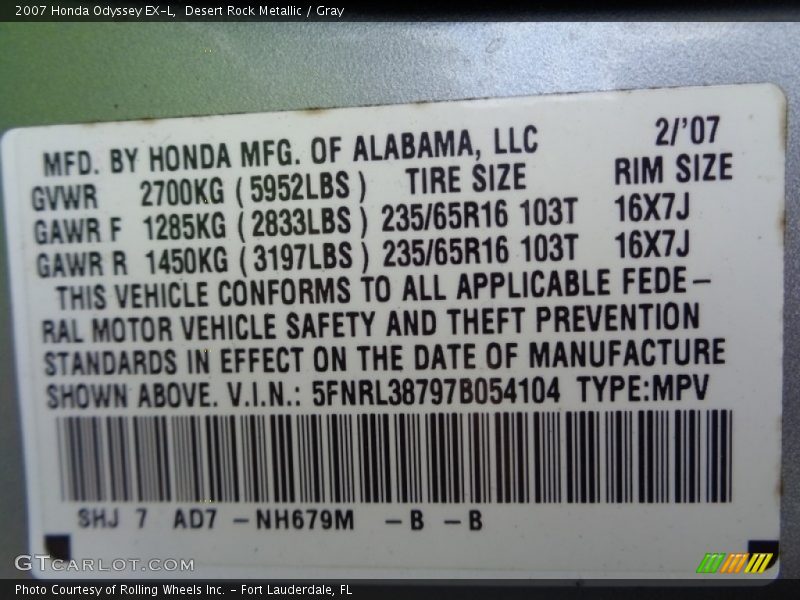 2007 Honda Odyssey EX-L,  Desert Rock Metallic / Gray
MFD. BY HONDA MFG. OF ALABAMA, LLC 2/'07
GVWR 2700KG ( 5952LBS ) TIRE SIZE RIM SIZE
GAWR F 1285KG ( 2833LBS ) 235/65R16 103T 16X7J
GAWR R 1450KG ( 3197LBS ) 235/65R16 103T 16X7J
THIS VEHICLE CONFORMS TO ALL APPLICABLE FEDE-
RAL MOTOR VEHICLE SAFETY AND THEFT PREVENTION
STANDARDS IN EFFECT ON THE DATE OF MANUFACTURE
SHOWN ABOVE. V.I.N.: 5FNRL38797B054104 TYPE:MPV
SHJ 7 AD7 -NH679M -B -B
GTCARLOT.COM
Photo Courtesy of Rolling Wheels Inc. - Fort Lauderdale, FL